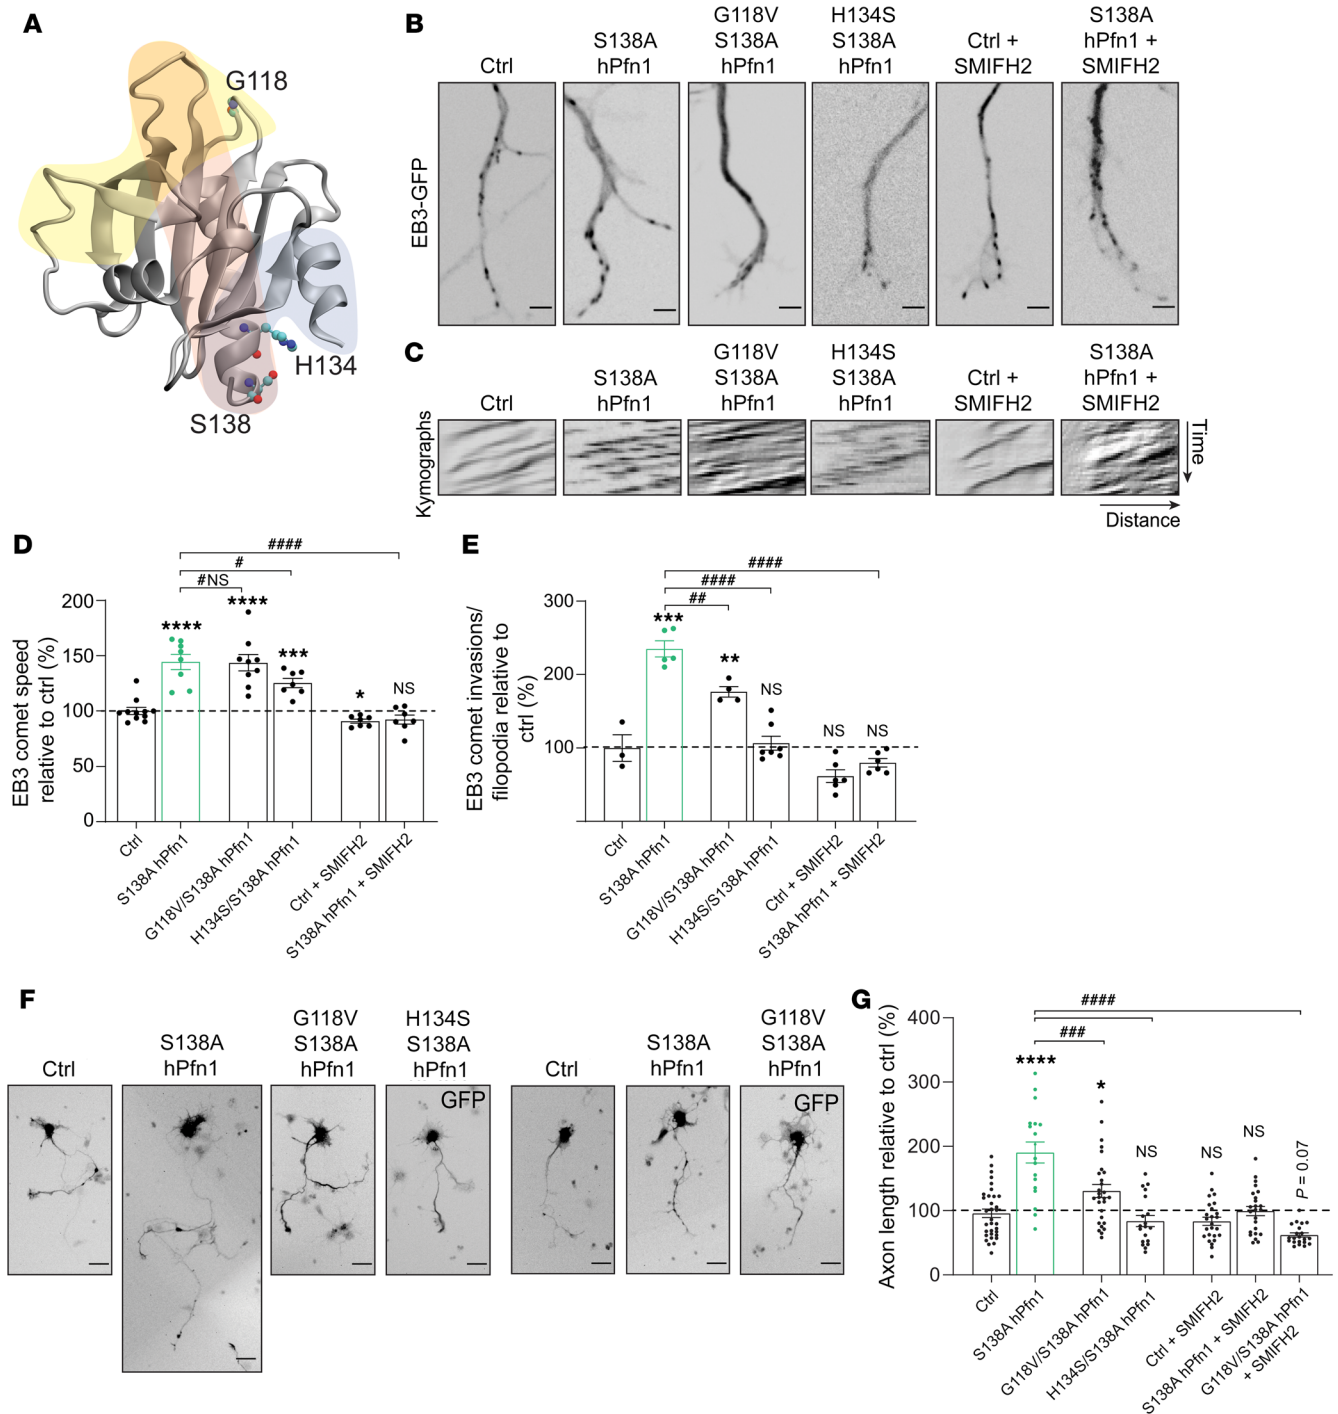 A
G118
H134
S138
B
Ctrl
S138A
hPfn1
G118V
S138A
hPfn1
H134S
S138A
hPfn1
Ctrl +
SMIFH2
S138A
hPfn1 +
SMIFH2
EB3-GFP
C
Ctrl
S138A
hPfn1
G118V
S138A
hPfn1
H134S
S138A
hPfn1
Ctrl +
SMIFH2
S138A
hPfn1 +
SMIFH2
Kymographs
Time
Distance
D
EB3 comet speed
relative to ctrl (%)
200
150
100
50
0
####
#
#NS
****
****
***
*
NS
Ctrl
S138A hPfn1
G118V/S138A hPfn1
H134S/S138A hPfn1
Ctrl + SMIFH2
S138A hPfn1 + SMIFH2
E
EB3 comet invasions/
filopodia relative to
ctrl (%)
300
200
100
####
####
##
***
**
NS
NS
NS
Ctrl
S138A hPfn1
G118V/S138A hPfn1
H134S/S138A hPfn1
Ctrl + SMIFH2
S138A hPfn1 + SMIFH2
F
Ctrl
S138A
hPfn1
G118V
S138A
hPfn1
H134S
S138A
hPfn1
GFP
Ctrl
S138A
hPfn1
G118V
S138A
hPfn1
GFP
G
Axon length relative to ctrl (%)
400
300
200
100
0
####
###
****
*
NS
NS
NS
P = 0.07
Ctrl
S138A hPfn1
G118V/S138A hPfn1
H134S/S138A hPfn1
Ctrl + SMIFH2
S138A hPfn1 + SMIFH2
G118V/S138A hPfn1
+ SMIFH2